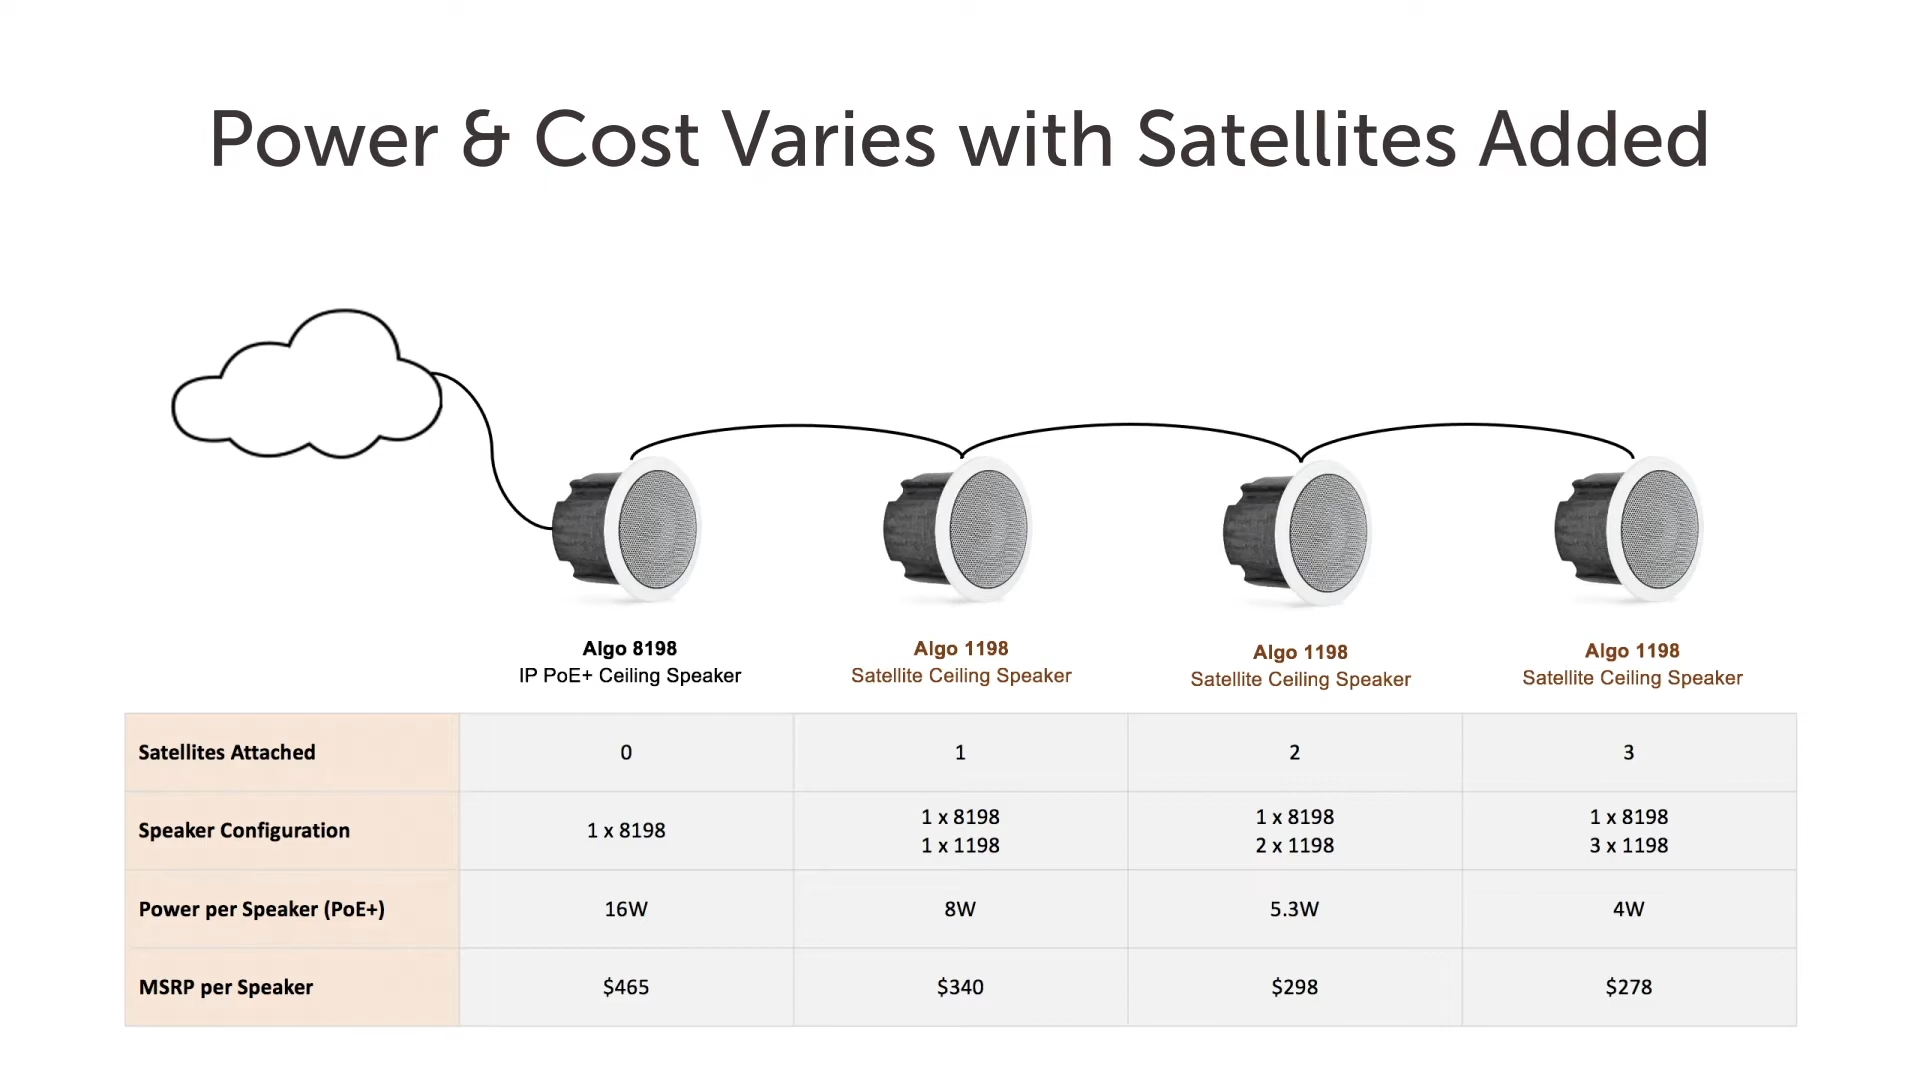 Power & Cost Varies with Satellites Added
Algo 8198
IP PoE+ Ceiling Speaker
Algo 1198
Satellite Ceiling Speaker
Algo 1198
Satellite Ceiling Speaker
Algo 1198
Satellite Ceiling Speaker
Satellites Attached
0
1
2
3
Speaker Configuration
1 x 8198
1 x 8198
1 x 1198
1 x 8198
2 x 1198
1 x 8198
3 x 1198
Power per Speaker (PoE+)
16W
8W
5.3W
4W
MSRP per Speaker
$465
$340
$298
$278